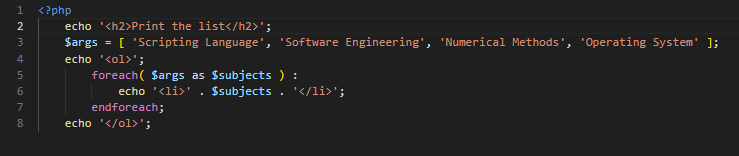 1 <?php
2 echo '<h2>Print the list</h2>';
3 $args = [ 'Scripting Language', 'Software Engineering', 'Numerical Methods', 'Operating System' ];
4 echo '<ol>';
5 foreach( $args as $subjects ) :
6 echo '<li>' . $subjects . '</li>';
7 endforeach;
8 echo '</ol>';